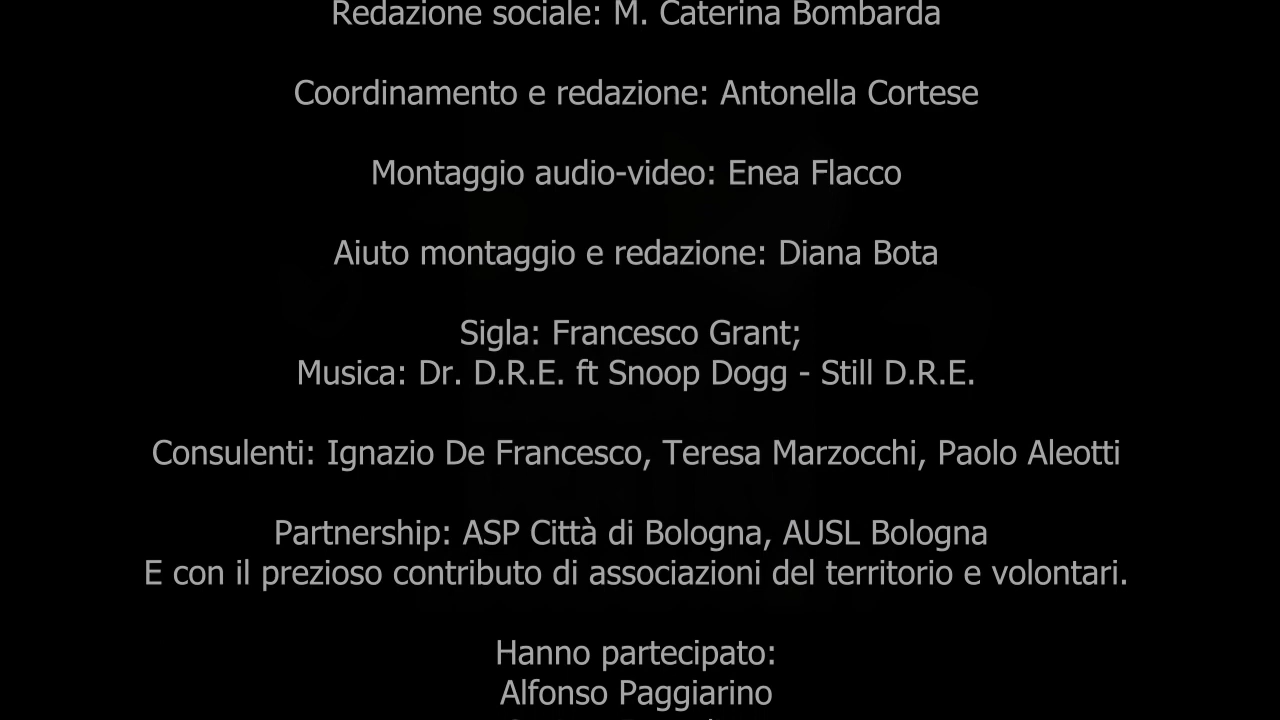 Redazione sociale: M. Caterina Bombarda
Coordinamento e redazione: Antonella Cortese
Montaggio audio-video: Enea Flacco
Aiuto montaggio e redazione: Diana Bota
Sigla: Francesco Grant;
Musica: Dr. D.R.E. ft Snoop Dogg - Still D.R.E.
Consulenti: Ignazio De Francesco, Teresa Marzocchi, Paolo Aleotti
Partnership: ASP Città di Bologna, AUSL Bologna
E con il prezioso contributo di associazioni del territorio e volontari.
Hanno partecipato:
Alfonso Paggiarino